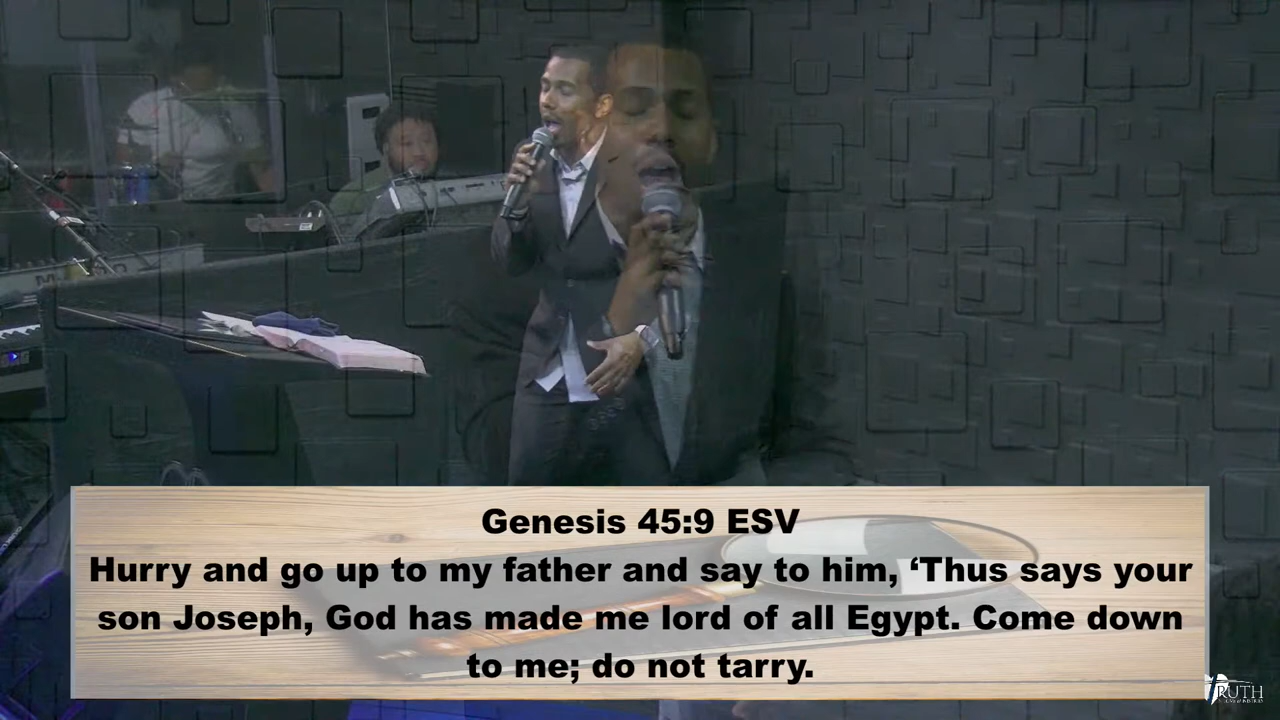 Genesis 45:9 ESV
Hurry and go up to my father and say to him, ‘Thus says your
son Joseph, God has made me lord of all Egypt. Come down
to me; do not tarry.
TRUTH